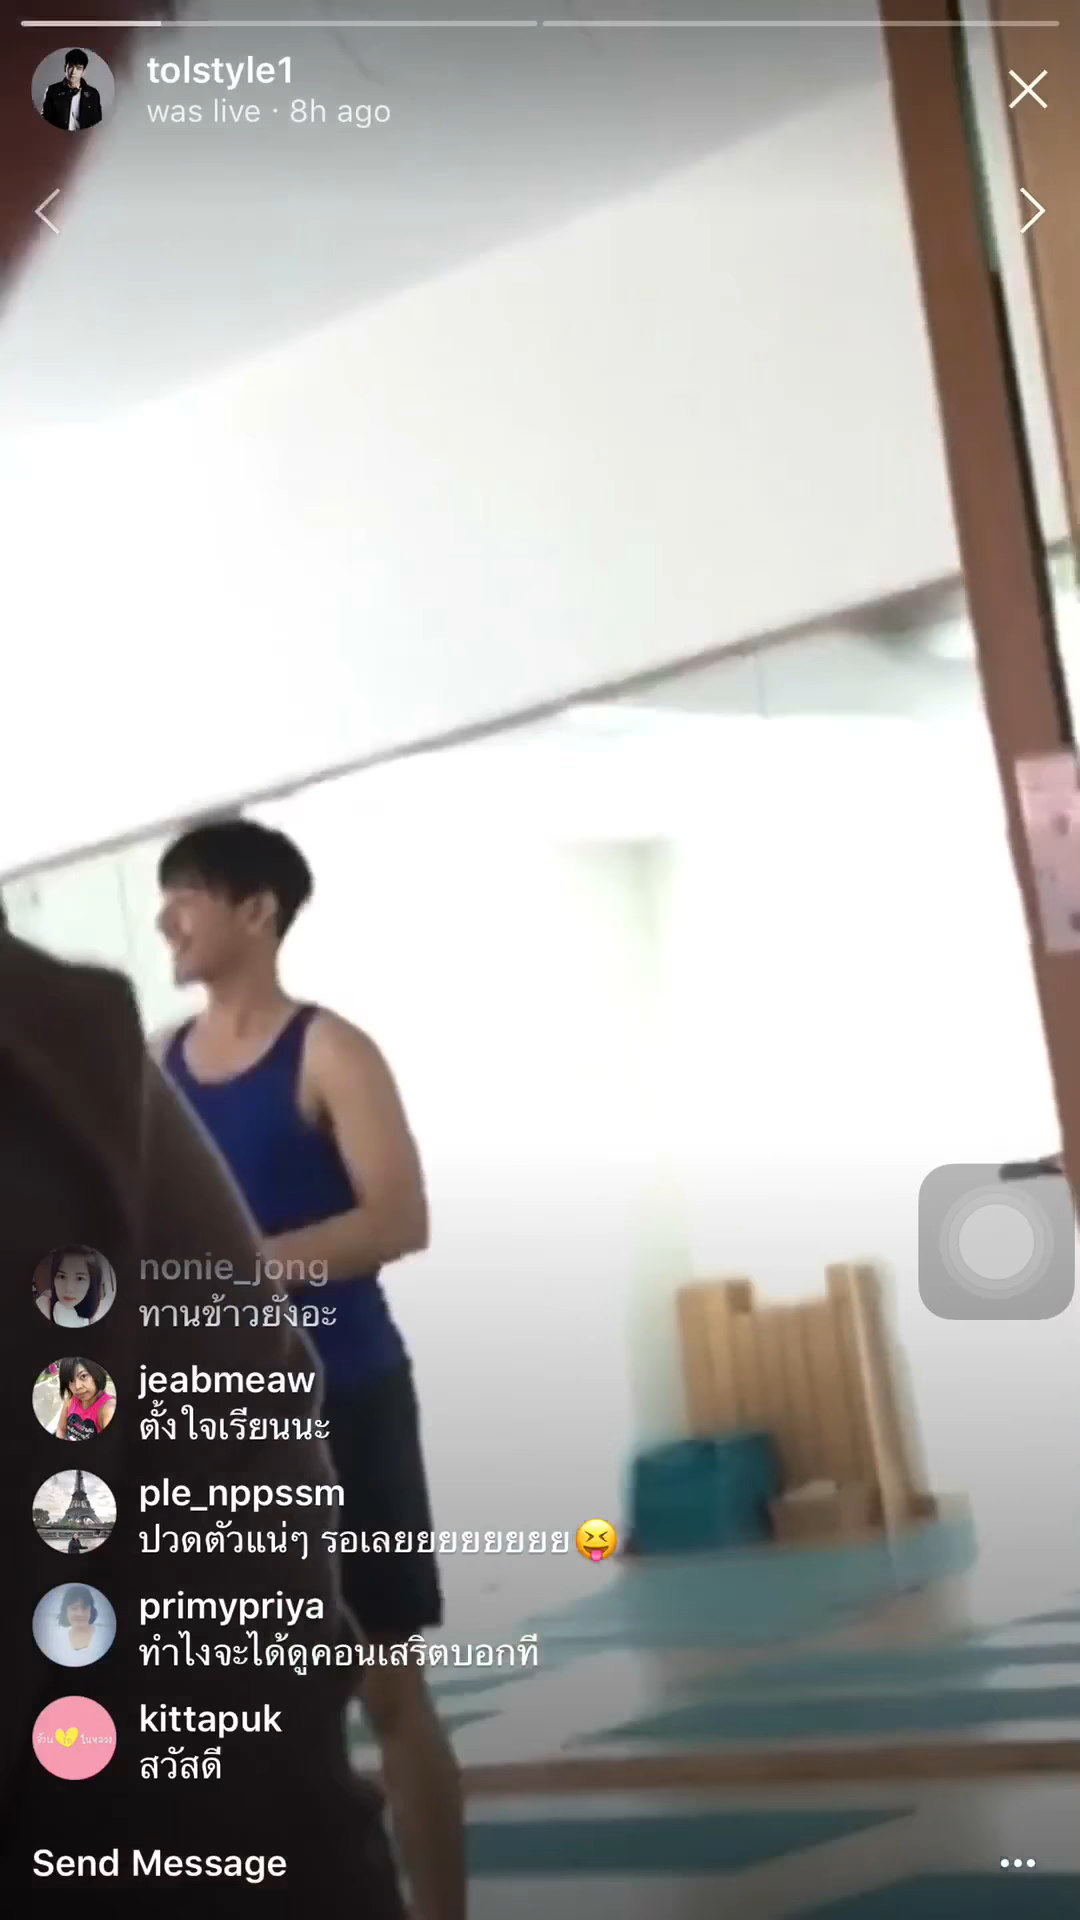 tolstyle1
was live · 8h ago
nonie_jong
ทานข้าวยังอะ
jeabmeaw
ตั้งใจเรียนนะ
ple_nppssm
ปวดตัวแน่ๆ รอเลยยยยยยยย😝
primypriya
ทำไงจะได้ดูคอนเสริตบอกที
kittapuk
สวัสดี
Send Message